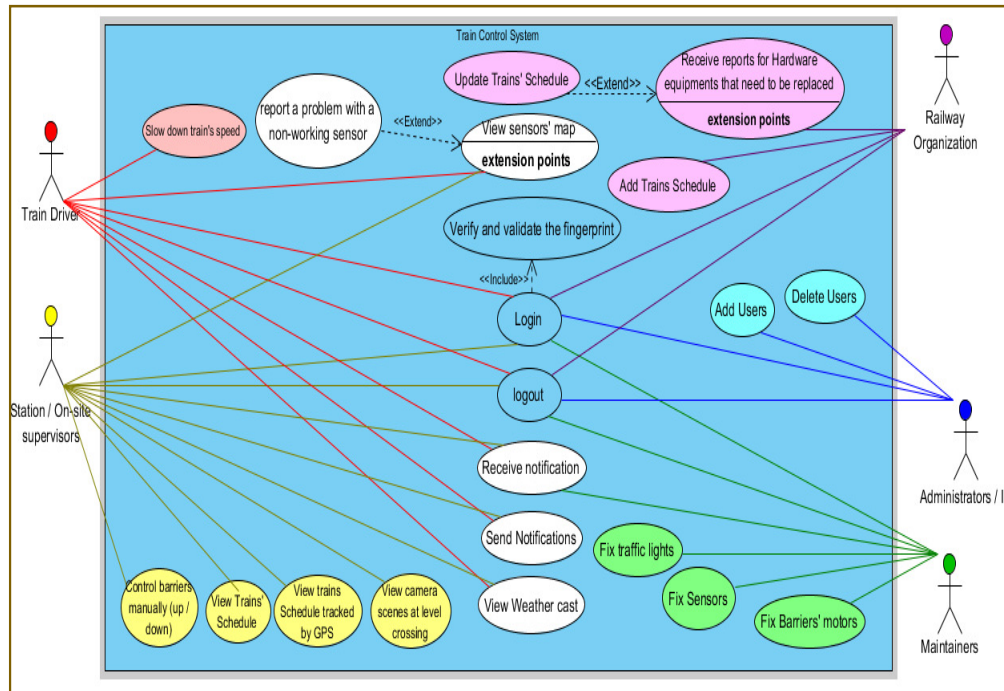 Train Control System
Update Trains' Schedule
<<Extend>>
Receive reports for Hardware
equipments that need to be replaced
extension points
report a problem with a
non-working sensor
<<Extend>>
View sensors' map
extension points
Slow down train's speed
Train Driver
Railway
Organization
Add Trains Schedule
Verify and validate the fingerprint
<<Include>>
Login
Add Users
Delete Users
logout
Station / On-site
supervisors
Administrators / I
Receive notification
Send Notifications
View Weather cast
Fix traffic lights
Fix Sensors
Fix Barriers' motors
Maintainers
Control barriers
manually (up /
down)
View Trains'
Schedule
View trains
Schedule tracked
by GPS
View camera
scenes at level
crossing